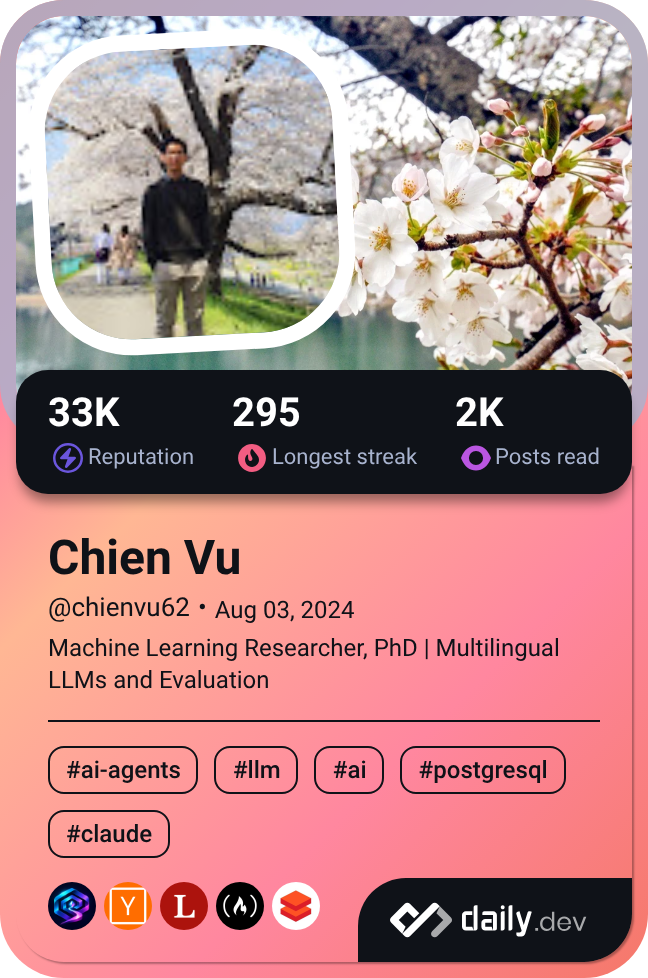 33K 295 2K
Reputation Longest streak Posts read
Chien Vu
@chienvu62 • Aug 03, 2024
Machine Learning Researcher, PhD | Multilingual
LLMs and Evaluation
#ai-agents #llm #ai #postgresql
#claude
Y L
daily.dev